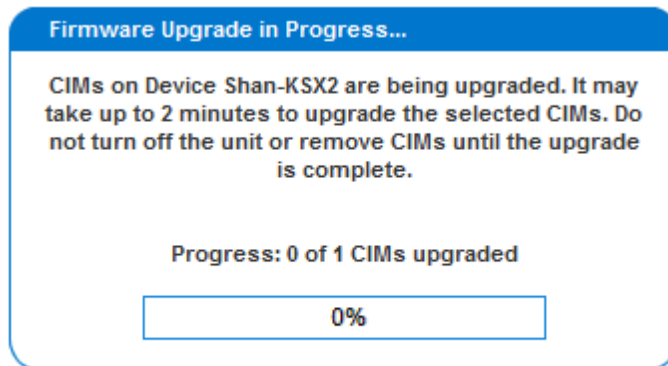 Firmware Upgrade in Progress...
CIMs on Device Shan-KSX2 are being upgraded. It may
take up to 2 minutes to upgrade the selected CIMs. Do
not turn off the unit or remove CIMs until the upgrade
is complete.
Progress: 0 of 1 CIMs upgraded
0%